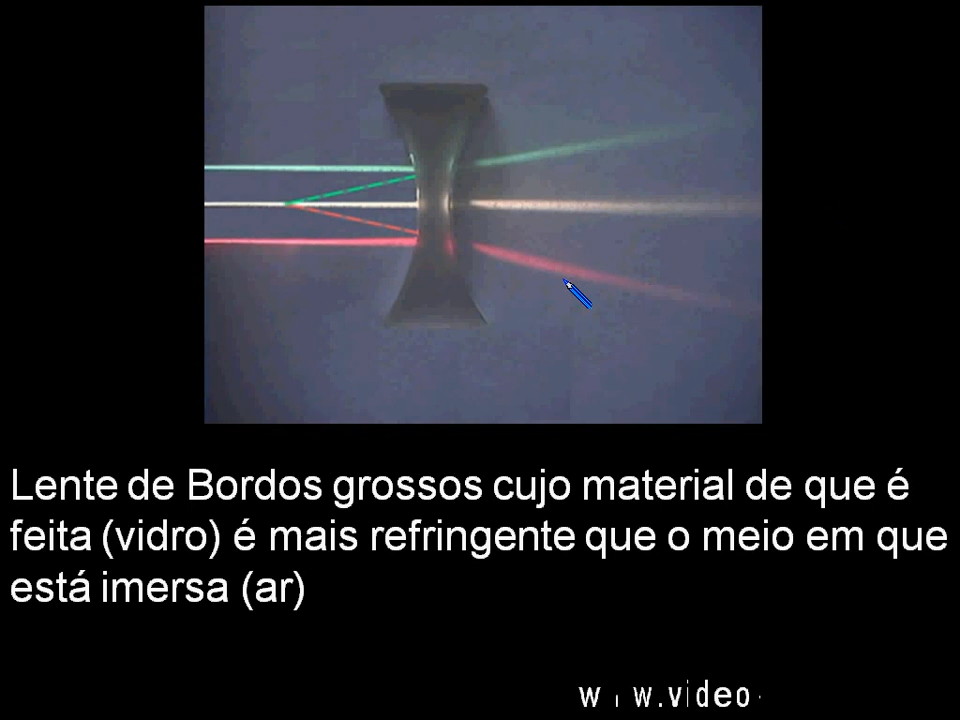 Lente de Bordos grossos cujo material de que é
feita (vidro) é mais refringente que o meio em que
está imersa (ar)
w w.video